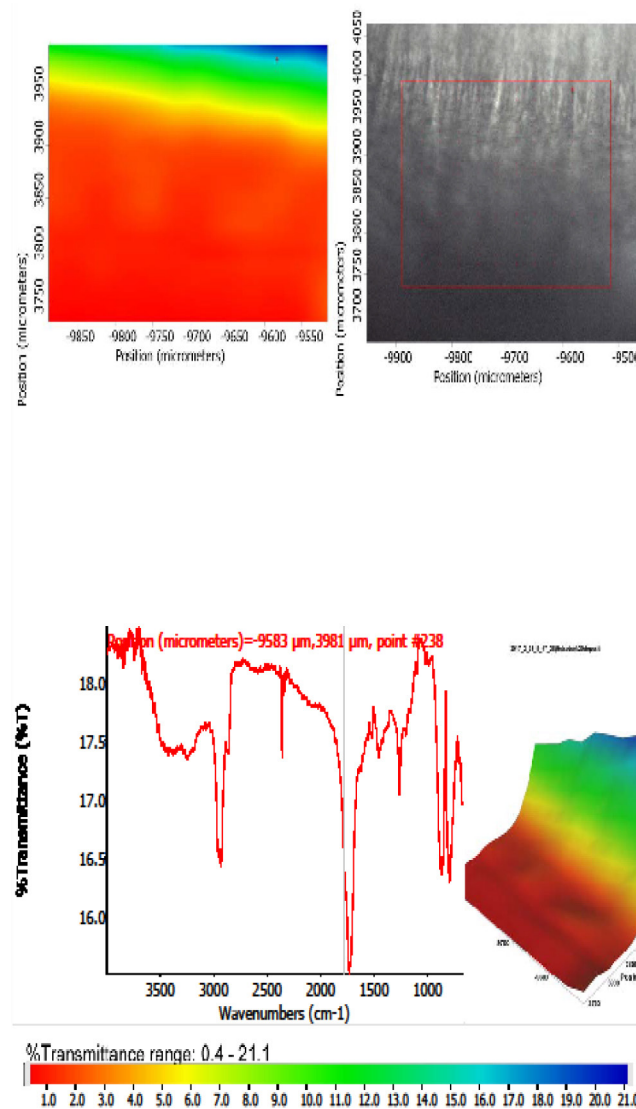 3950
3900
3850
3800
3750
Position (micrometers)
-9850 -9800 -9750 -9700 -9650 -9600 -9550
Position (micrometers)
4050
4000
3950
3900
3850
3800
3750
3700
Position (micrometers)
-9900 -9800 -9700 -9600 -9500
Position (micrometers)
Position (micrometers)=-9583 µm,3981 µm, point #238
18.0
17.5
17.0
16.5
16.0
%Transmittance (%T)
3500 3000 2500 2000 1500 1000
Wavenumbers (cm-1)
%Transmittance range: 0.4 - 21.1
1.0 2.0 3.0 4.0 5.0 6.0 7.0 8.0 9.0 10.0 11.0 12.0 13.0 14.0 15.0 16.0 17.0 18.0 19.0 20.0 21.0